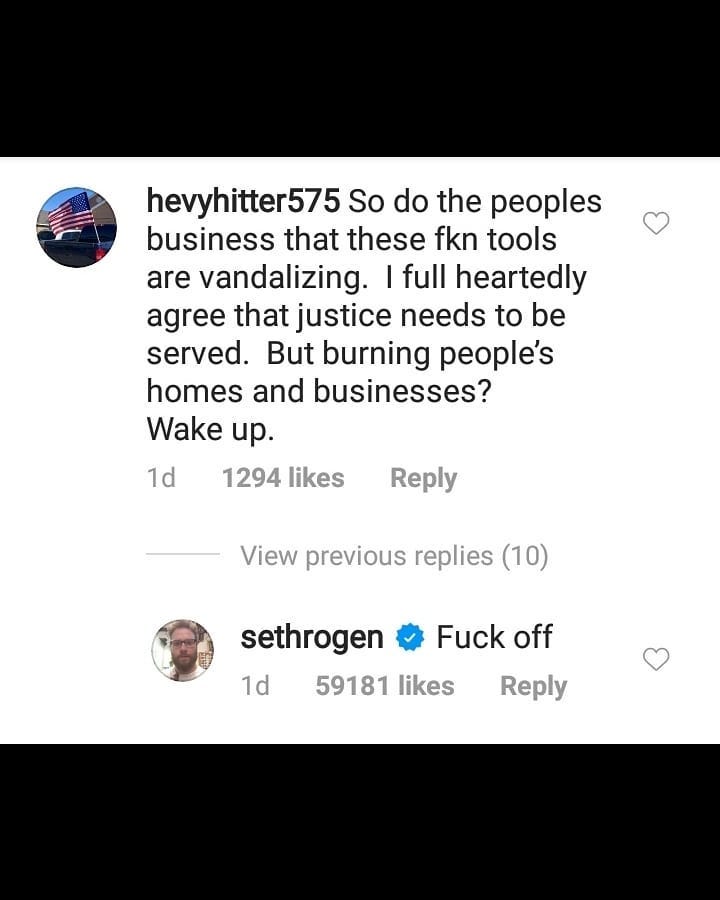 hevyhitter575 So do the peoples
business that these fkn tools
are vandalizing.  I full heartedly
agree that justice needs to be
served.  But burning people's
homes and businesses?
Wake up.
1d 1294 likes Reply
View previous replies (10)
sethrogen Fuck off
1d 59181 likes Reply